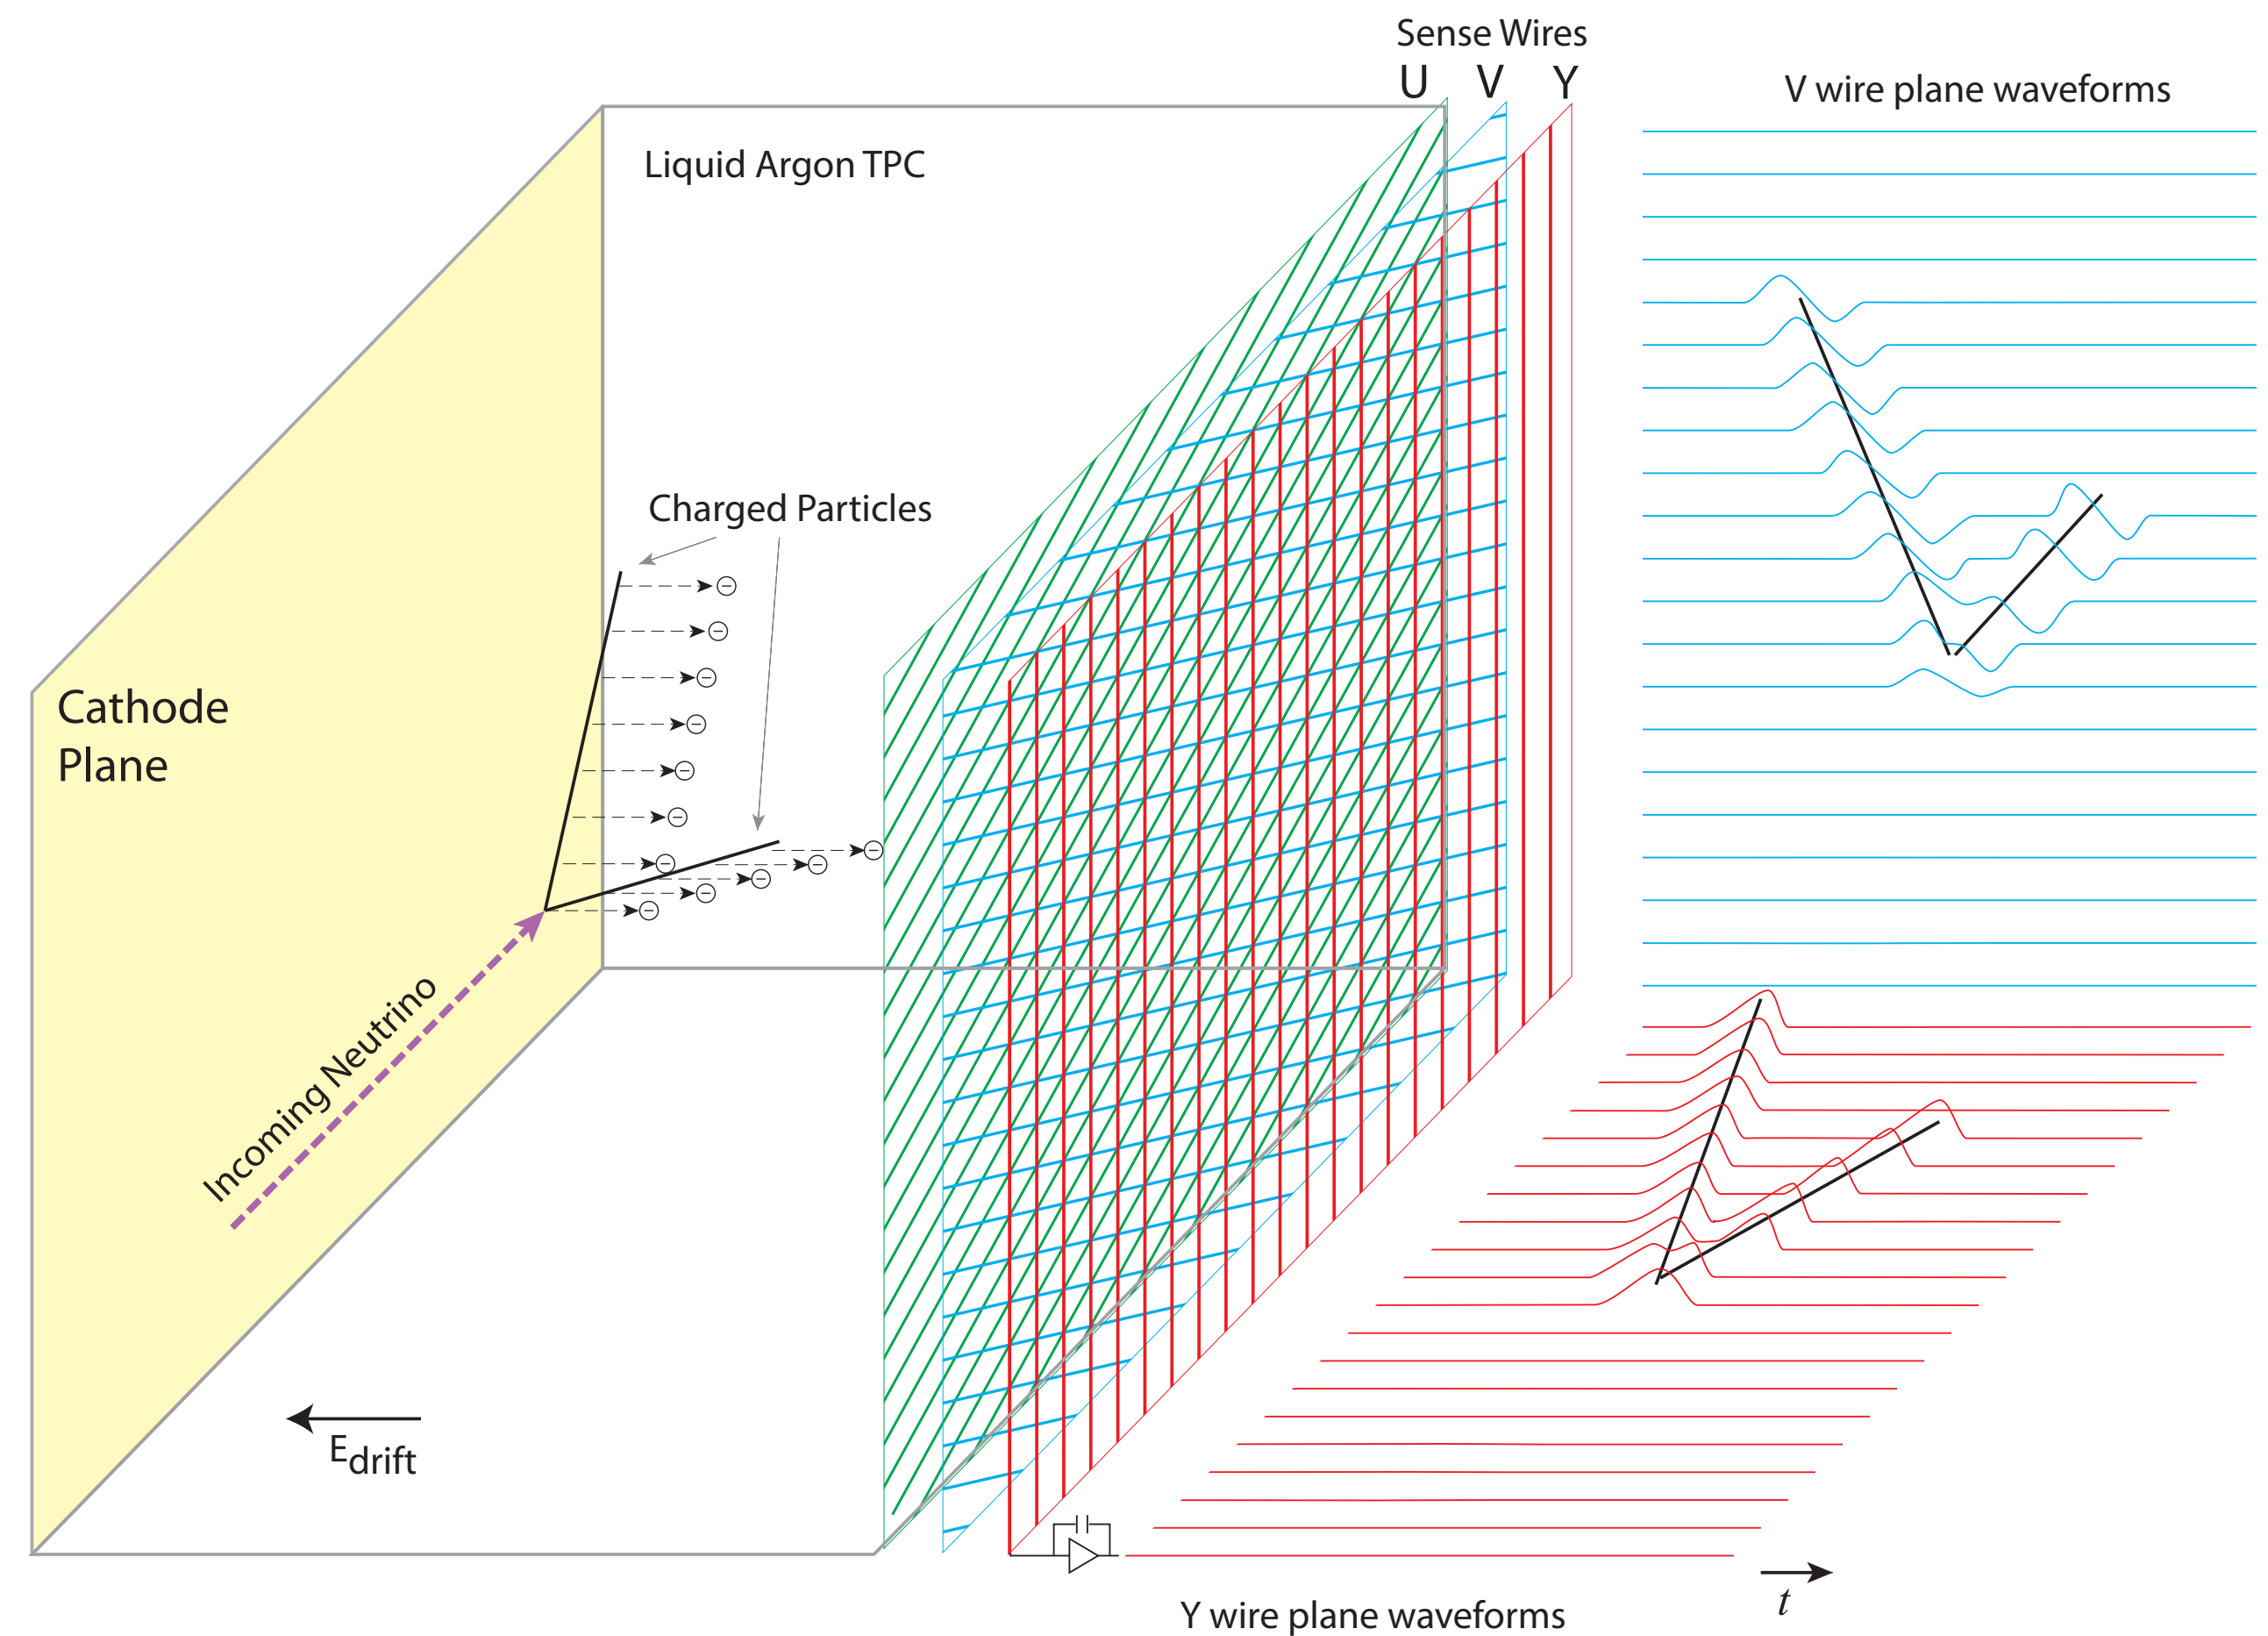 Sense Wires
U V Y
V wire plane waveforms
Liquid Argon TPC
Charged Particles
Cathode
Plane
Incoming Neutrino
Edrift
t
Y wire plane waveforms